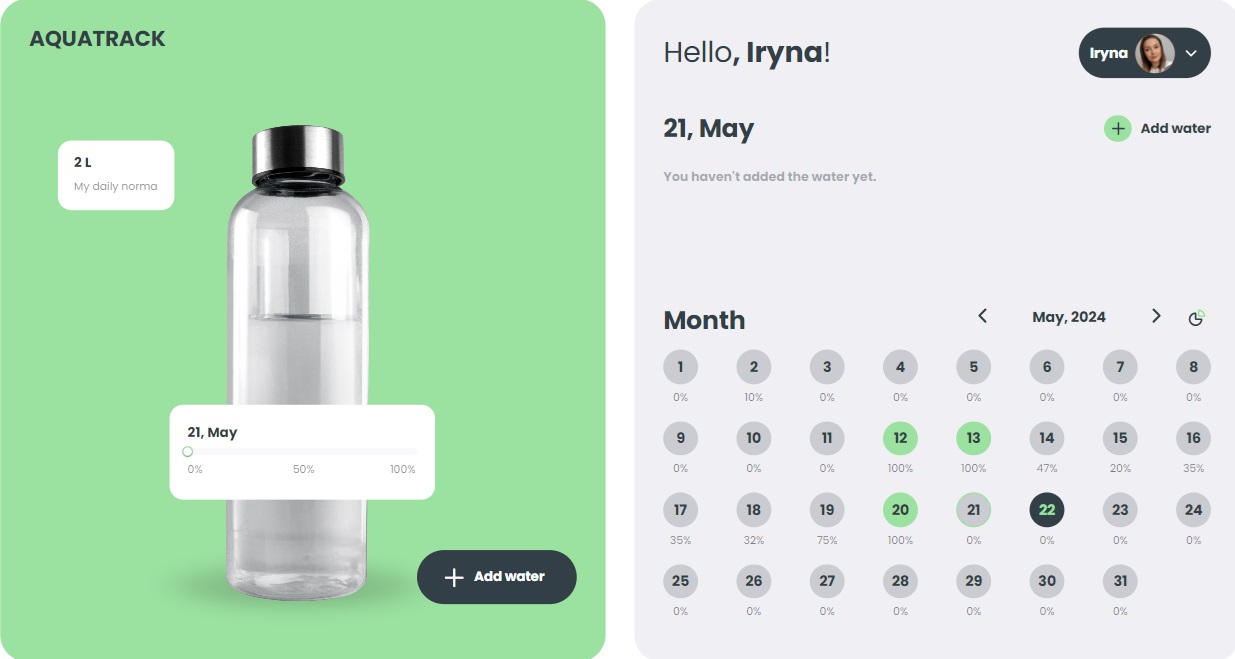 AQUATRACK
2 L
My daily norma
21, May
0% 50% 100%
Add water
Hello, Iryna!
Iryna
21, May
Add water
You haven't added the water yet.
Month
May, 2024
1 2 3 4 5 6 7 8
0% 10% 0% 0% 0% 0% 0% 0%
9 10 11 12 13 14 15 16
0% 0% 0% 100% 100% 47% 20% 35%
17 18 19 20 21 22 23 24
35% 32% 75% 100% 0% 0% 0% 0%
25 26 27 28 29 30 31
0% 0% 0% 0% 0% 0% 0%